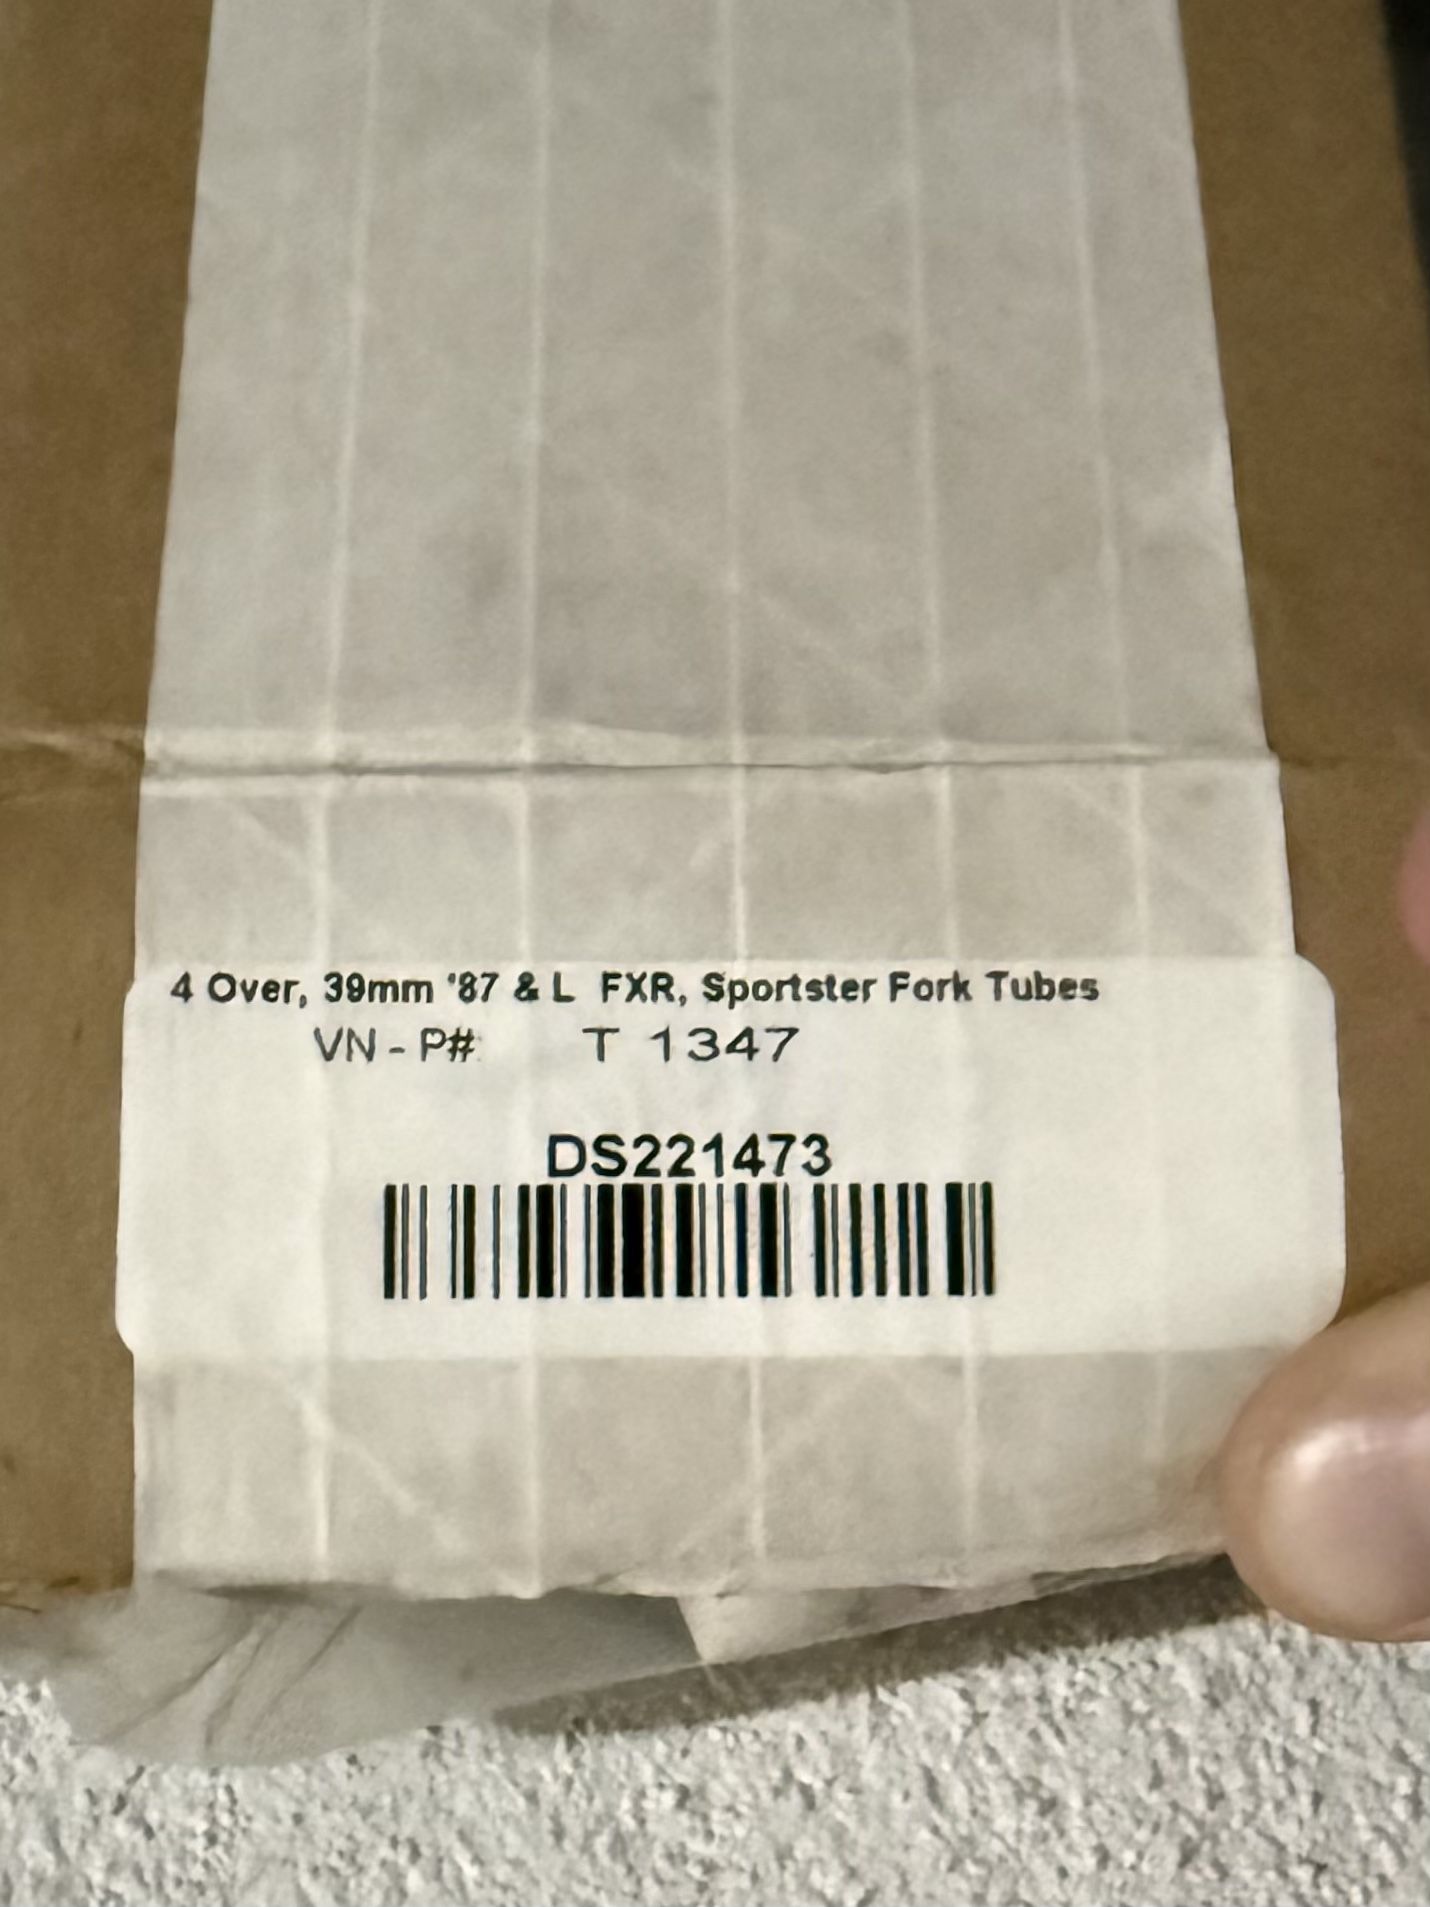 4 Over, 39mm '87 & L FXR, Sportster Fork Tubes
VN - P# T 1347
DS221473